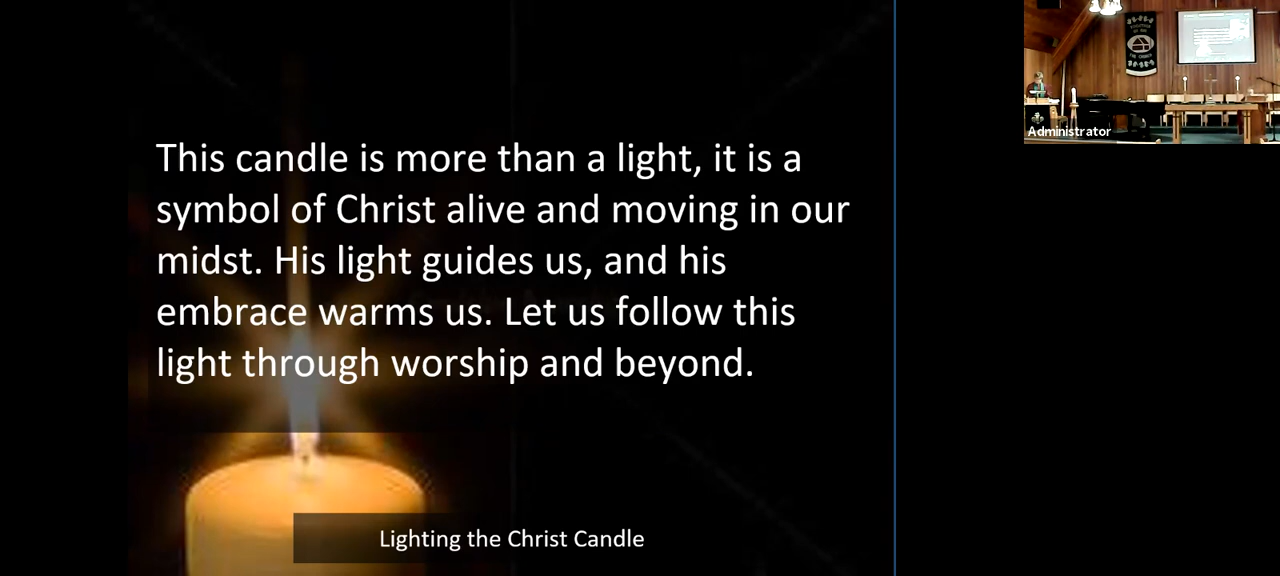 This candle is more than a light, it is a
symbol of Christ alive and moving in our
midst. His light guides us, and his
embrace warms us. Let us follow this
light through worship and beyond.
Lighting the Christ Candle
Administrator